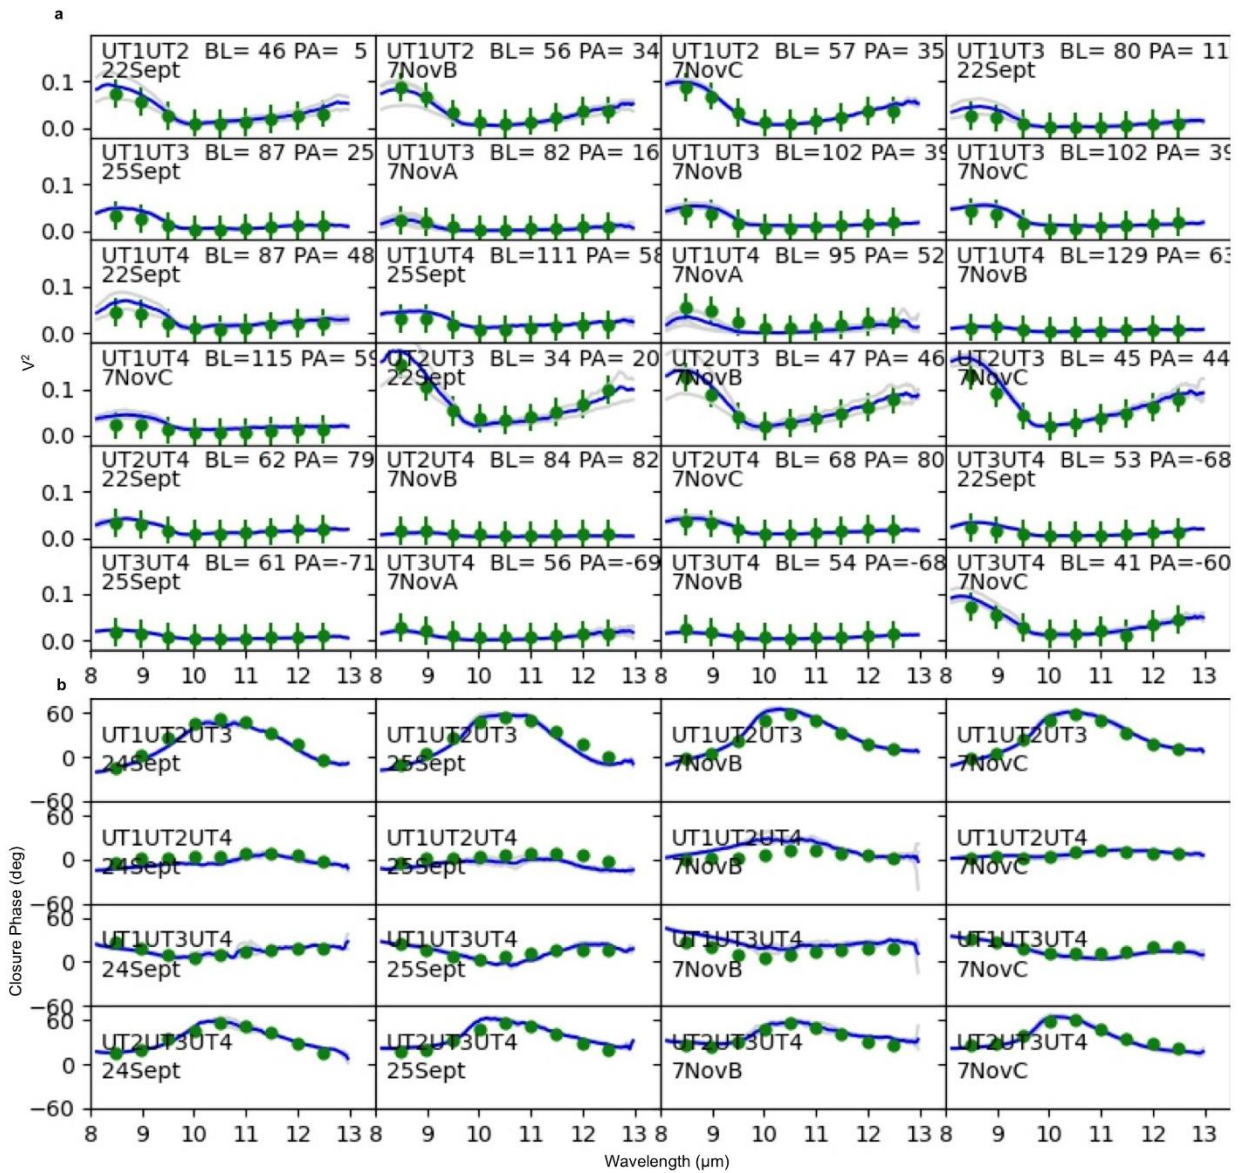 a
UT1UT2 BL= 46 PA= 5
22Sept
UT1UT2 BL= 56 PA= 34
7NovB
UT1UT2 BL= 57 PA= 35
7NovC
UT1UT3 BL= 80 PA= 11
22Sept
0.1
0.0
UT1UT3 BL= 87 PA= 25
25Sept
UT1UT3 BL= 82 PA= 16
7NovA
UT1UT3 BL=102 PA= 39
7NovB
UT1UT3 BL=102 PA= 39
7NovC
0.1
0.0
UT1UT4 BL= 87 PA= 48
22Sept
UT1UT4 BL=111 PA= 58
25Sept
UT1UT4 BL= 95 PA= 52
7NovA
UT1UT4 BL=129 PA= 63
7NovB
0.1
0.0
V²
UT1UT4 BL=115 PA= 59
7NovC
UT2UT3 BL= 34 PA= 20
22Sept
UT2UT3 BL= 47 PA= 46
7NovB
UT2UT3 BL= 45 PA= 44
7NovC
0.1
0.0
UT2UT4 BL= 62 PA= 79
22Sept
UT2UT4 BL= 84 PA= 82
7NovB
UT2UT4 BL= 68 PA= 80
7NovC
UT3UT4 BL= 53 PA=-68
22Sept
0.1
0.0
UT3UT4 BL= 61 PA=-71
25Sept
UT3UT4 BL= 56 PA=-69
7NovA
UT3UT4 BL= 54 PA=-68
7NovB
UT3UT4 BL= 41 PA=-60
7NovC
0.1
0.0
8 9 10 11 12 13 8 9 10 11 12 13 8 9 10 11 12 13 8 9 10 11 12 13
b
60
0
−60
UT1UT2UT3
24Sept
UT1UT2UT3
25Sept
UT1UT2UT3
7NovB
UT1UT2UT3
7NovC
60
0
−60
UT1UT2UT4
24Sept
UT1UT2UT4
25Sept
UT1UT2UT4
7NovB
UT1UT2UT4
7NovC
Closure Phase (deg)
60
0
−60
UT1UT3UT4
24Sept
UT1UT3UT4
25Sept
UT1UT3UT4
7NovB
UT1UT3UT4
7NovC
60
0
−60
UT2UT3UT4
24Sept
UT2UT3UT4
25Sept
UT2UT3UT4
7NovB
UT2UT3UT4
7NovC
8 9 10 11 12 13 8 9 10 11 12 13 8 9 10 11 12 13 8 9 10 11 12 13
Wavelength (μm)